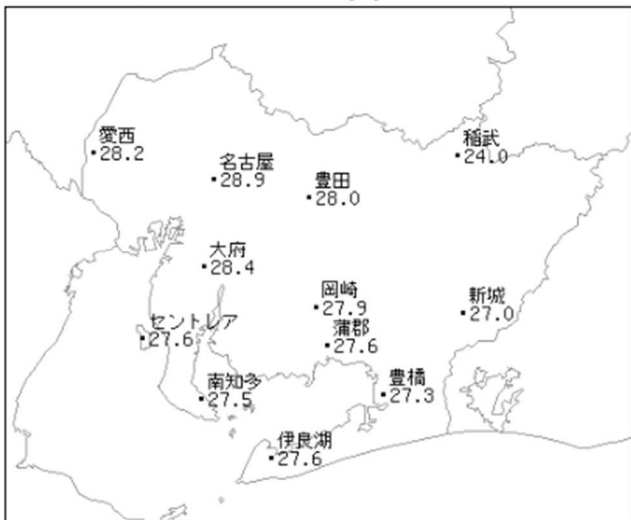 愛西
28.2
稲武
24.0
名古屋
28.9
豊田
28.0
大府
28.4
岡崎
27.9
新城
27.0
セントレア
27.6
蒲郡
27.6
南知多
27.5
豊橋
27.3
伊良湖
27.6